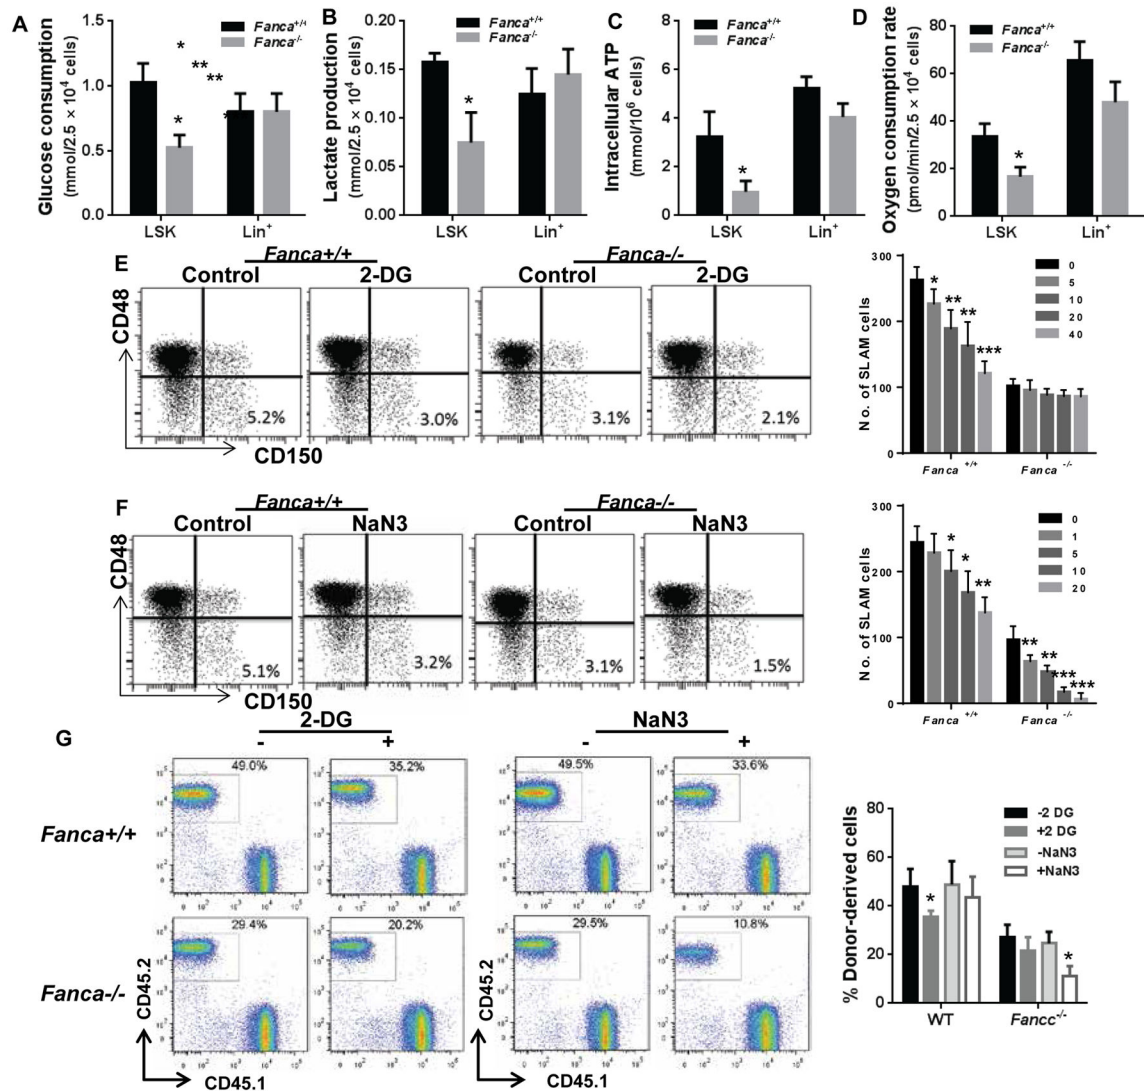 A
Glucose consumption
(mmol/2.5 × 10⁴ cells)
1.5
1.0
0.5
0.0
Fanca+/+
Fanca-/-
*
**
**
*
LSK
Lin+
B
Lactate production
(mmol/2.5 × 10⁴ cells)
0.20
0.15
0.10
0.05
0.00
Fanca+/+
Fanca-/-
*
LSK
Lin+
C
Intracellular ATP
(mmol/10⁶ cells)
8
6
4
2
0
Fanca+/+
Fanca-/-
*
LSK
Lin+
D
Oxygen consumption rate
(pmol/min/2.5 × 10⁴ cells)
80
60
40
20
0
Fanca+/+
Fanca-/-
*
LSK
Lin+
E
Fanca+/+
Fanca-/-
Control
2-DG
Control
2-DG
CD48
5.2%
3.0%
3.1%
2.1%
CD150
No. of SLAM cells
300
200
100
0
0
5
10
20
40
*
**
**
***
Fanca +/+
Fanca -/-
F
Fanca+/+
Fanca-/-
Control
NaN3
Control
NaN3
CD48
5.1%
3.2%
3.1%
1.5%
CD150
No. of SLAM cells
300
200
100
0
0
1
5
10
20
*
*
**
**
**
***
***
Fanca +/+
Fanca -/-
G
2-DG
NaN3
-
+
-
+
49.0%
35.2%
49.5%
33.6%
Fanca+/+
29.4%
20.2%
29.5%
10.8%
Fanca-/-
CD45.2
CD45.1
CD45.2
CD45.1
% Donor-derived cells
80
60
40
20
0
-2 DG
+2 DG
-NaN3
+NaN3
*
*
WT
Fancc-/-